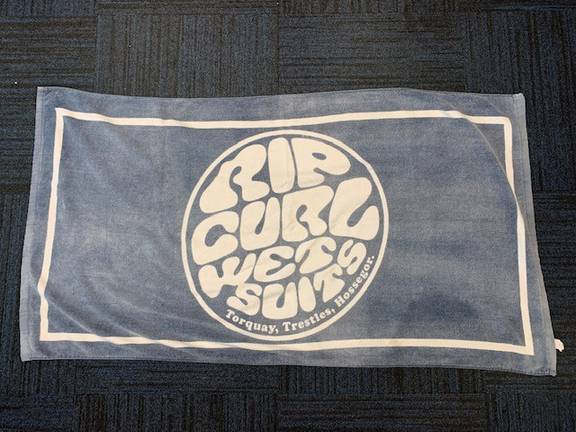 RIP
CURL
WETS
SUITS
Torquay, Trestles, Hossegor.